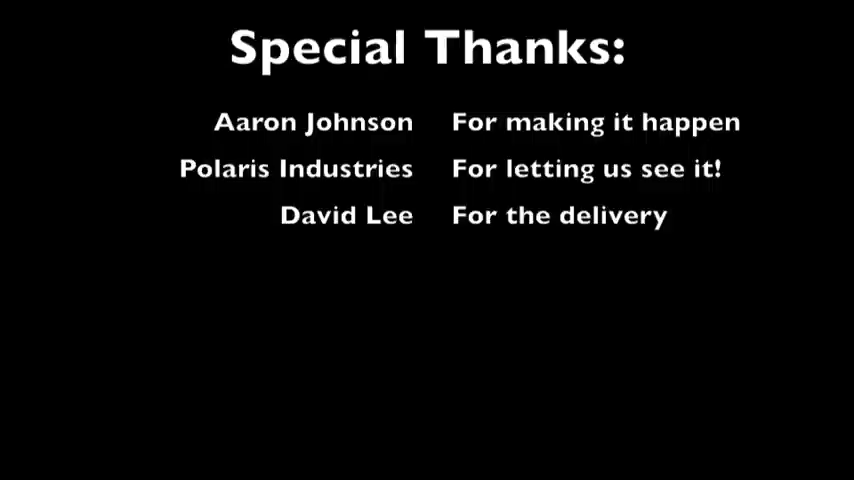 Special Thanks:
Aaron Johnson For making it happen
Polaris Industries For letting us see it!
David Lee For the delivery